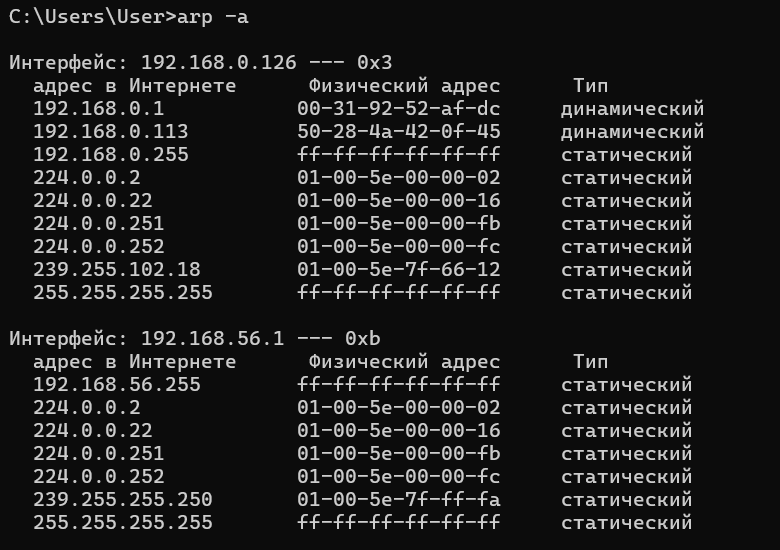 C:\Users\User>arp -a
Интерфейс: 192.168.0.126 --- 0x3
адрес в Интернете Физический адрес Тип
192.168.0.1 00-31-92-52-af-dc динамический
192.168.0.113 50-28-4a-42-0f-45 динамический
192.168.0.255 ff-ff-ff-ff-ff-ff статический
224.0.0.2 01-00-5e-00-00-02 статический
224.0.0.22 01-00-5e-00-00-16 статический
224.0.0.251 01-00-5e-00-00-fb статический
224.0.0.252 01-00-5e-00-00-fc статический
239.255.102.18 01-00-5e-7f-66-12 статический
255.255.255.255 ff-ff-ff-ff-ff-ff статический
Интерфейс: 192.168.56.1 --- 0xb
адрес в Интернете Физический адрес Тип
192.168.56.255 ff-ff-ff-ff-ff-ff статический
224.0.0.2 01-00-5e-00-00-02 статический
224.0.0.22 01-00-5e-00-00-16 статический
224.0.0.251 01-00-5e-00-00-fb статический
224.0.0.252 01-00-5e-00-00-fc статический
239.255.255.250 01-00-5e-7f-ff-fa статический
255.255.255.255 ff-ff-ff-ff-ff-ff статический